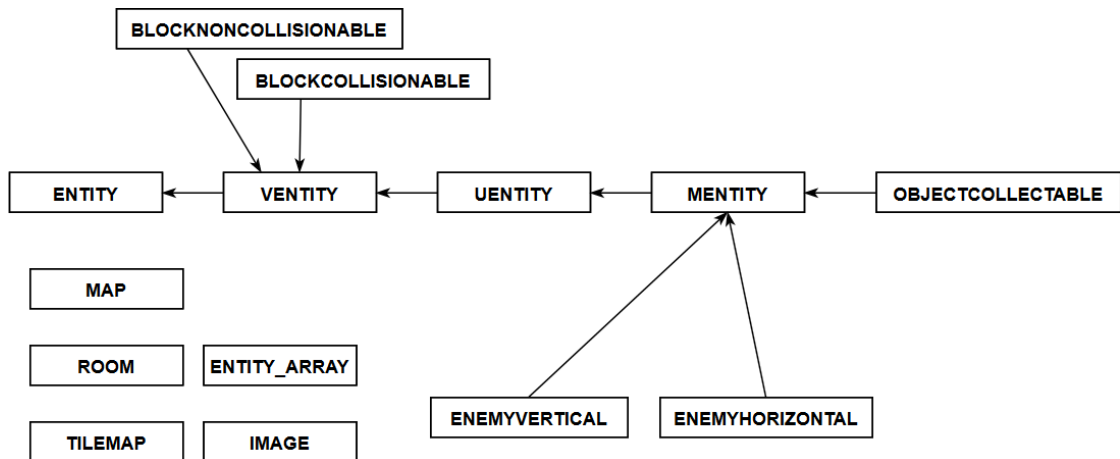 BLOCKNONCOLLISIONABLE
BLOCKCOLLISIONABLE
ENTITY
VENTITY
UENTITY
MENTITY
OBJECTCOLLECTABLE
MAP
ROOM
ENTITY_ARRAY
ENEMYVERTICAL
ENEMYHORIZONTAL
TILEMAP
IMAGE